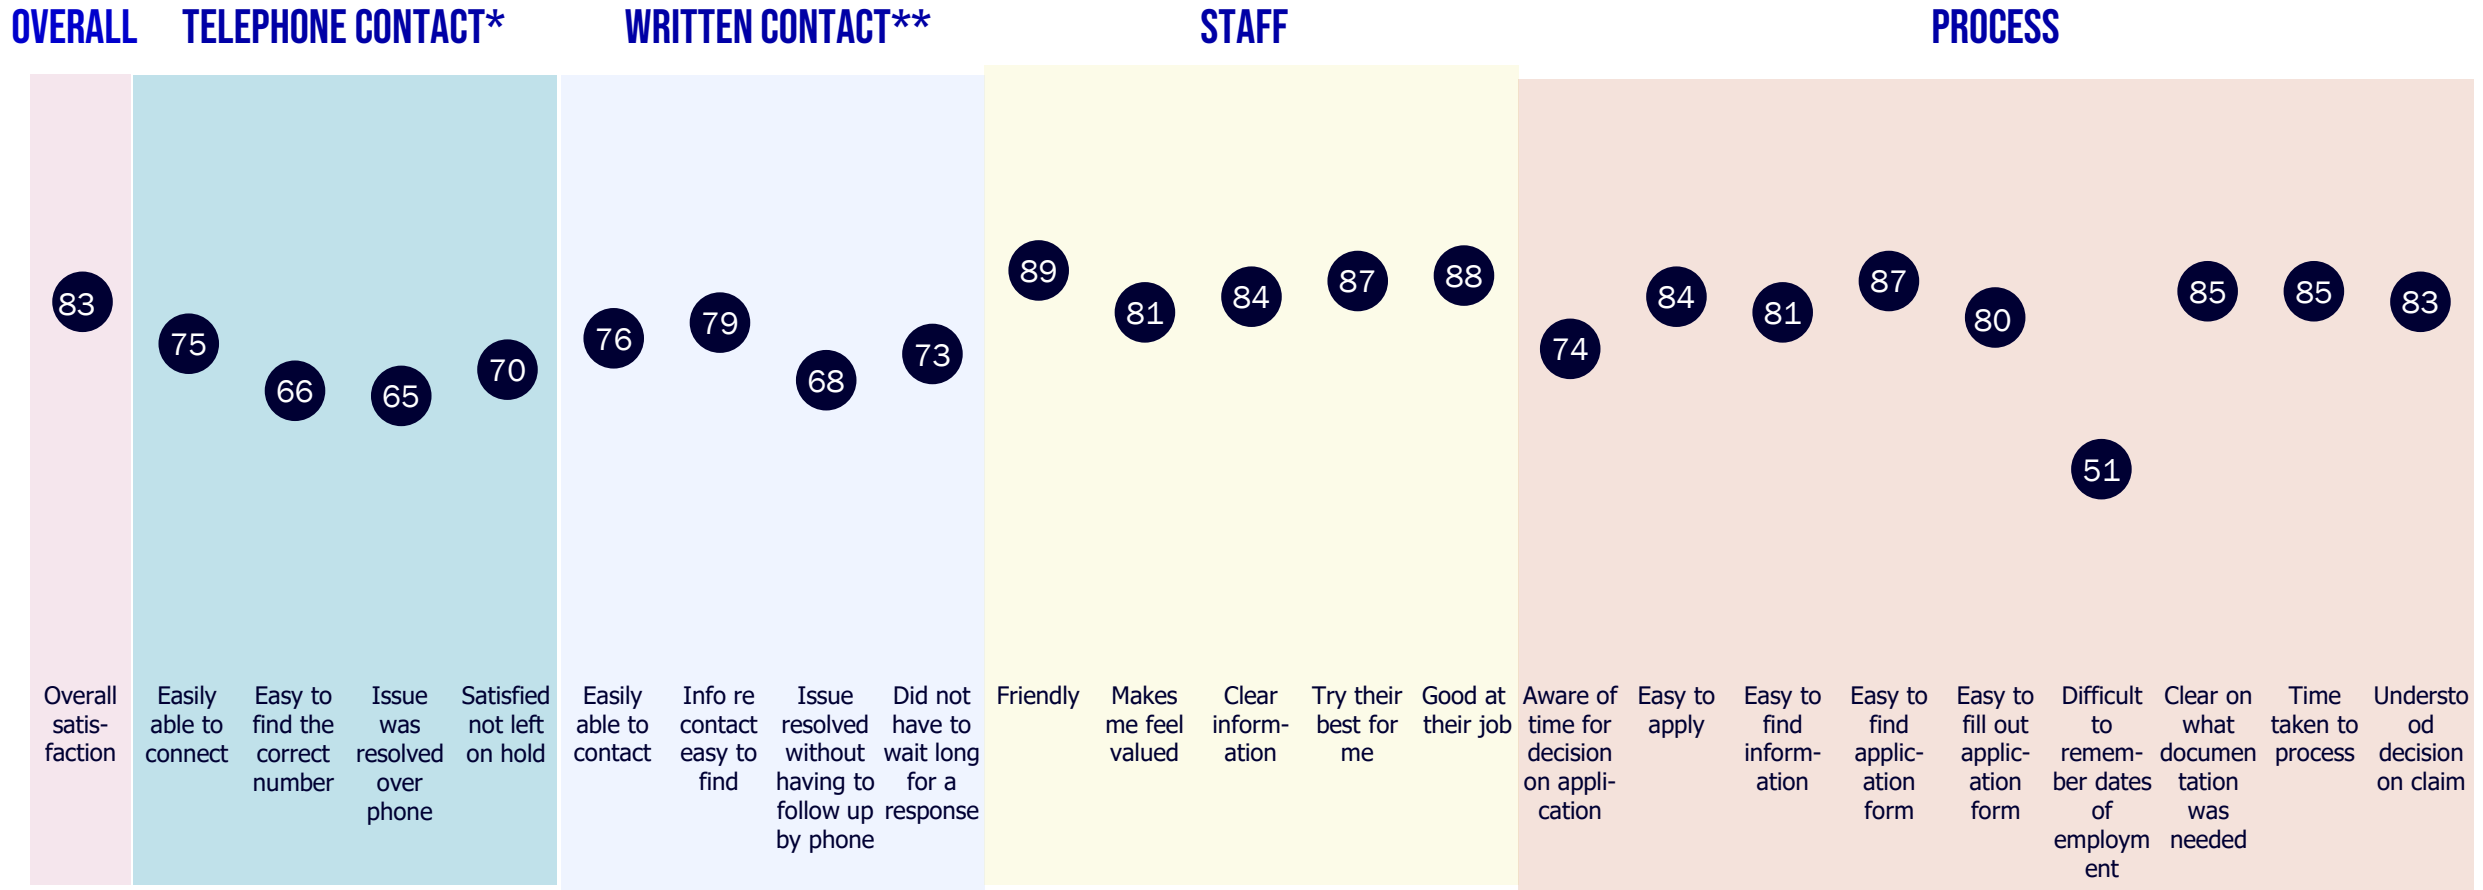 OVERALL
TELEPHONE CONTACT*
WRITTEN CONTACT**
STAFF
PROCESS
83
75
66
65
70
76
79
68
73
89
81
84
87
88
74
84
81
87
80
51
85
85
83
Overall
satis-
faction
Easily
able to
connect
Easy to
find the
correct
number
Issue
was
resolved
over
phone
Satisfied
not left
on hold
Easily
able to
contact
Info re
contact
easy to
find
Issue
resolved
without
having to
follow up
by phone
Did not
have to
wait long
for a
response
Friendly
Makes
me feel
valued
Clear
inform-
ation
Try their
best for
me
Good at
their job
Aware of
time for
decision
on appli-
cation
Easy to
apply
Easy to
find
inform-
ation
Easy to
find
applic-
ation
form
Easy to
fill out
applic-
ation
form
Difficult
to
remem-
ber dates
of
employm
ent
Clear on
what
documen
tation
was
needed
Time
taken to
process
Understo
od
decision
on claim